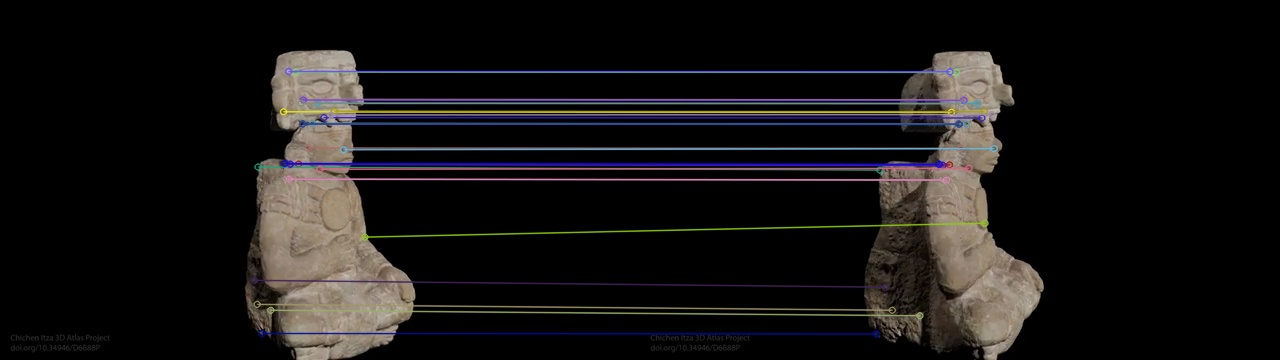 Chichen Itza 3D Atlas Project
doi.org/10.34946/D6B88P
Chichen Itza 3D Atlas Project
doi.org/10.34946/D6B88P